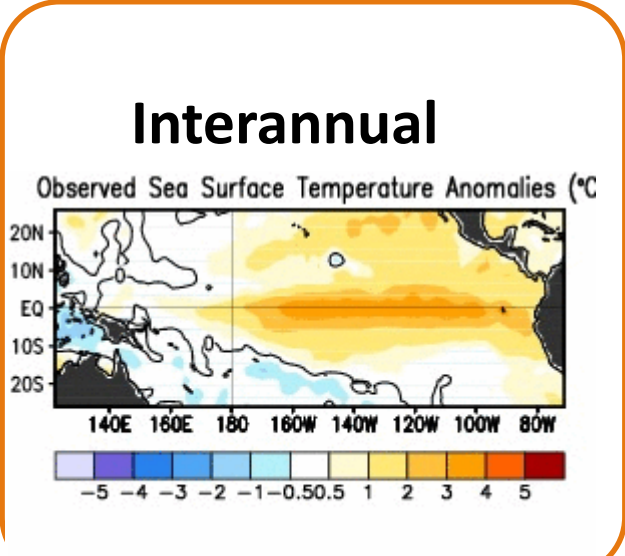 Interannual
Observed Sea Surface Temperature Anomalies (°C
20N
10N
EQ
10S
20S
140E 160E 180 160W 140W 120W 100W 80W
-5 -4 -3 -2 -1 -0.5 0.5 1 2 3 4 5